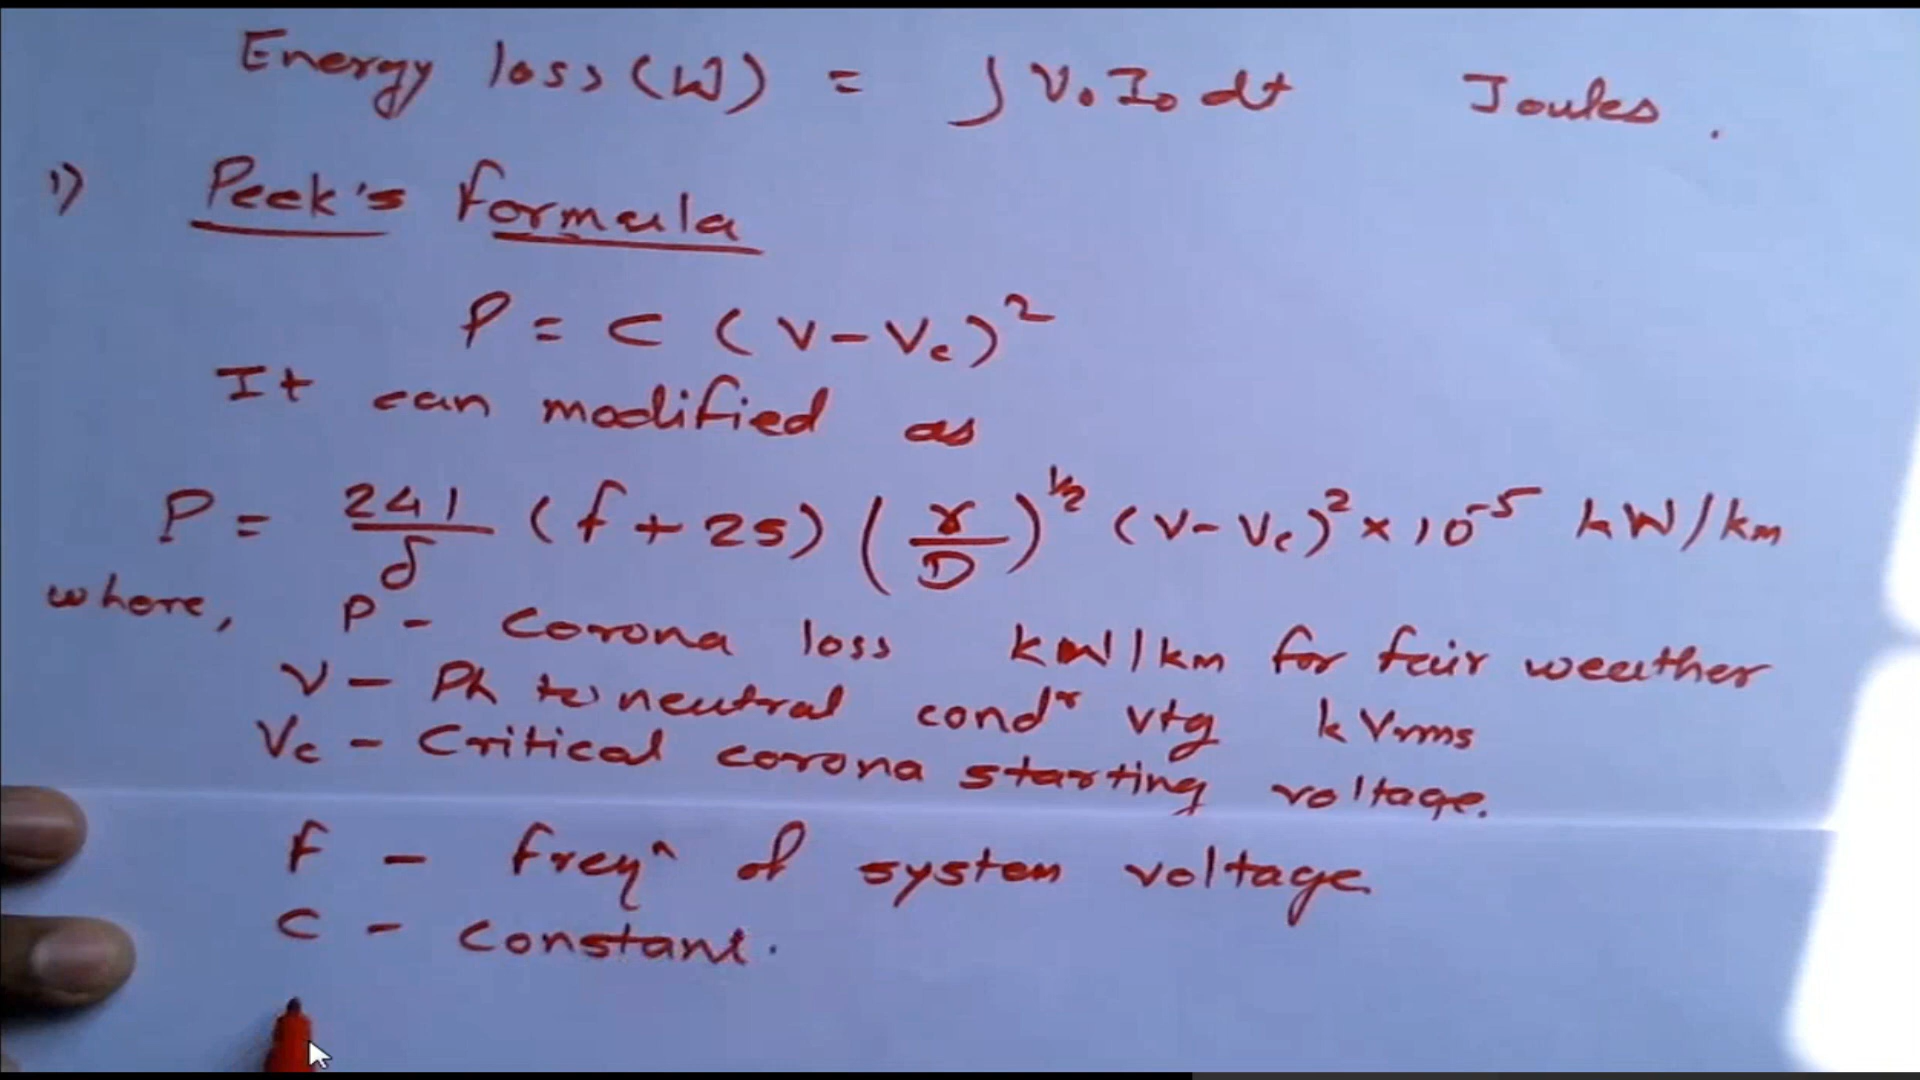 Energy loss (W) = ∫ V₀ I₀ dt Joules.
1) Peek's formula
P = C (V - Vc)²
It can modified as
P = 241/δ (f + 25) (r/D)^1/2 (V - Vc)² × 10⁻⁵ kW/km
where, P - Corona loss kW/km for fair weather
V - Ph to neutral condr vtg kVrms
Vc - Critical corona starting voltage.
f - freqn of system voltage
C - Constant.